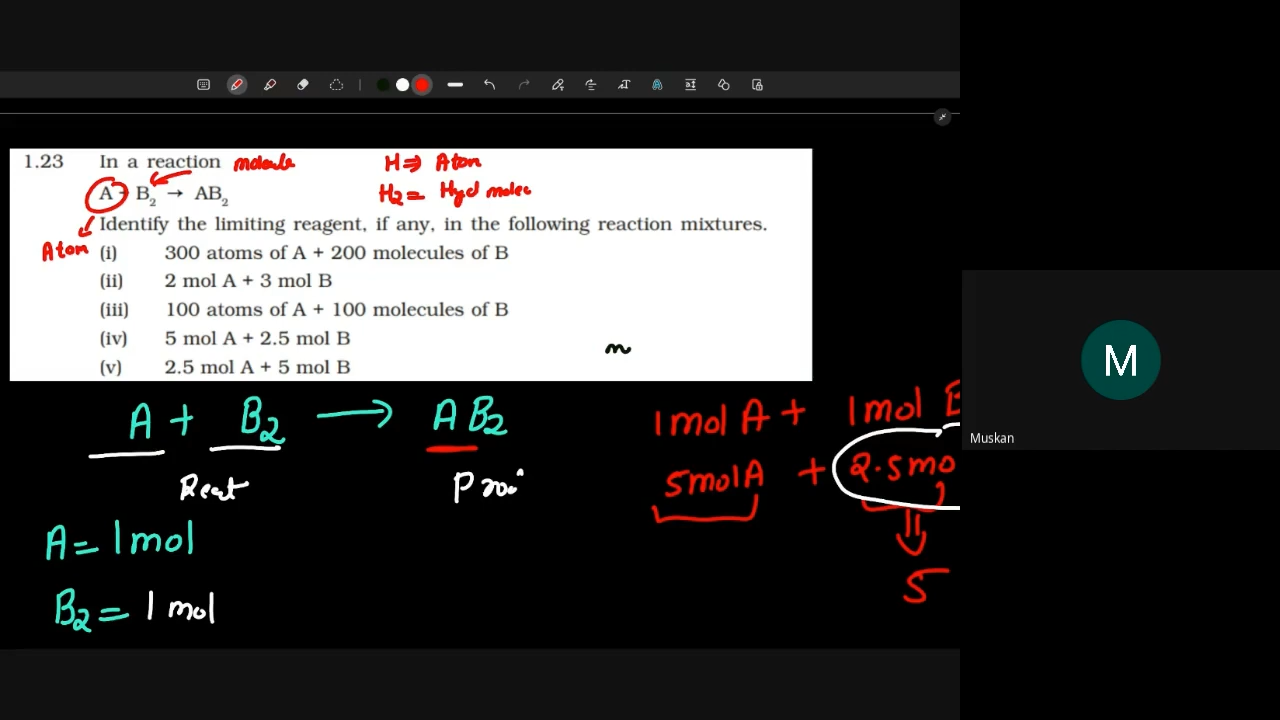 1.23 In a reaction molecule H ⇒ Atom
A + B₂ → AB₂ H₂ = Hyd molec
Identify the limiting reagent, if any, in the following reaction mixtures.
Atom (i) 300 atoms of A + 200 molecules of B
(ii) 2 mol A + 3 mol B
(iii) 100 atoms of A + 100 molecules of B
(iv) 5 mol A + 2.5 mol B
(v) 2.5 mol A + 5 mol B
A + B₂ → AB₂ 1 mol A + 1 mol B
5 mol A + 2.5 mo
Reat
A = 1 mol
5
B₂ = 1 mol
M
Muskan